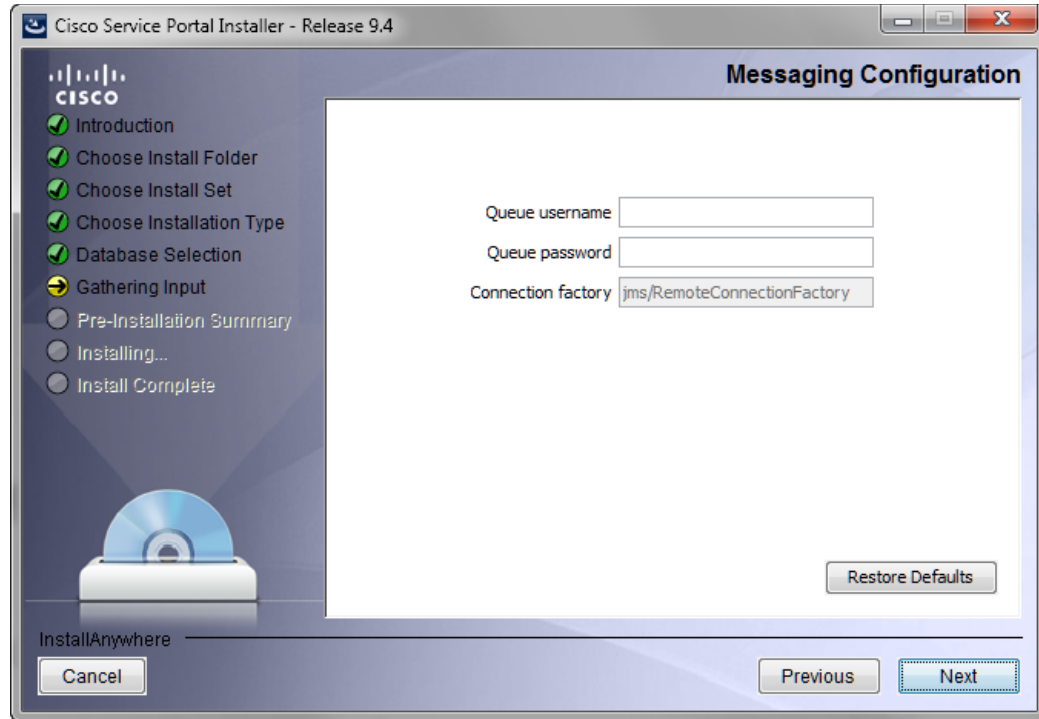 Cisco Service Portal Installer - Release 9.4
CISCO
Messaging Configuration
Introduction
Choose Install Folder
Choose Install Set
Choose Installation Type
Database Selection
Gathering Input
Pre-Installation Summary
Installing...
Install Complete
Queue username
Queue password
Connection factory jms/RemoteConnectionFactory
Restore Defaults
InstallAnywhere
Cancel
Previous
Next